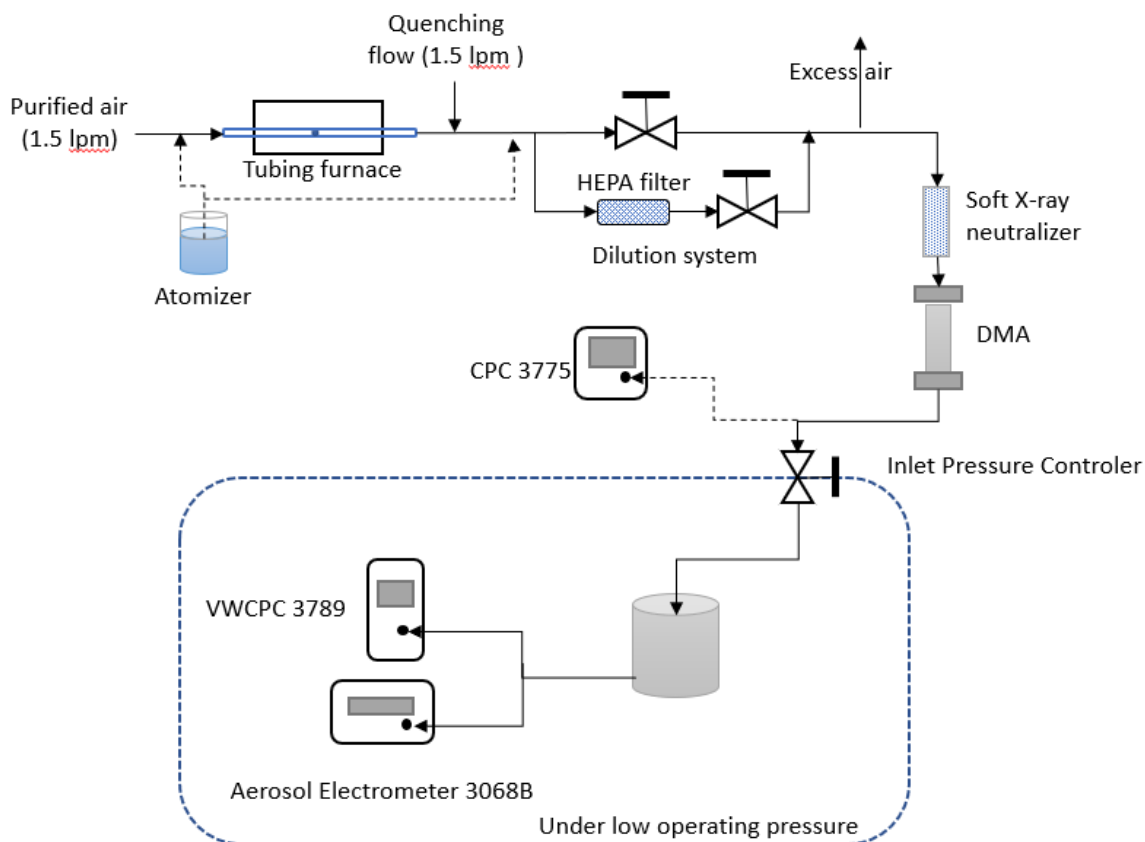 Quenching
flow (1.5 lpm )
Excess air
Purified air
(1.5 lpm)
Tubing furnace
HEPA filter
Soft X-ray
neutralizer
Dilution system
Atomizer
DMA
CPC 3775
Inlet Pressure Controler
VWCPC 3789
Aerosol Electrometer 3068B
Under low operating pressure